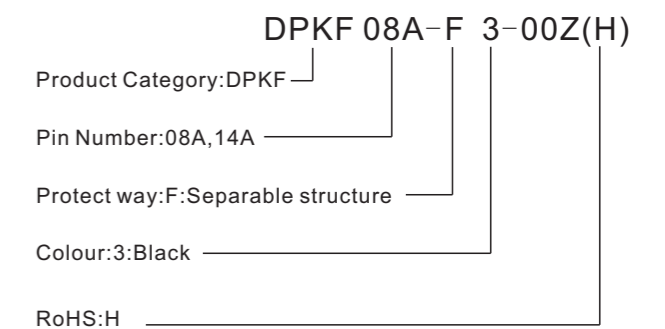 DPKF 08A-F 3-00Z(H)
Product Category:DPKF
Pin Number:08A,14A
Protect way:F:Separable structure
Colour:3:Black
RoHS:H